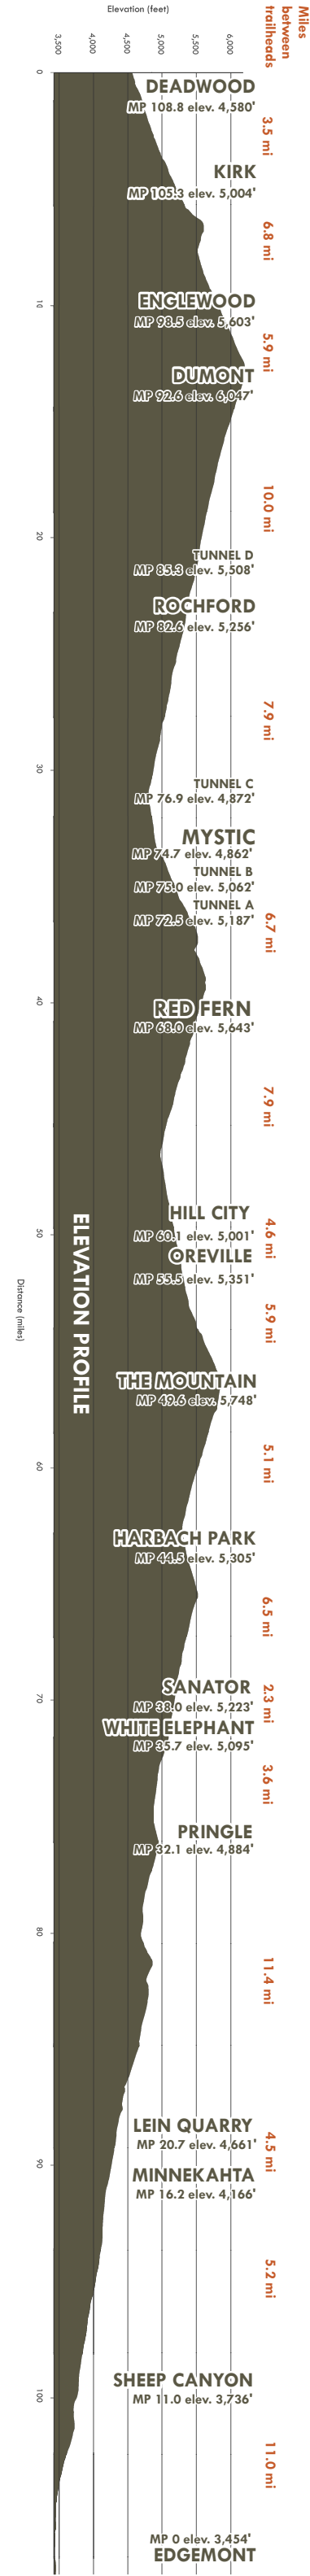 Elevation (feet)
3,500
4,000
4,500
5,000
5,500
6,000
Miles
between
trailheads
0
DEADWOOD
MP 108.8 elev. 4,580'
3.5 mi
KIRK
MP 105.3 elev. 5,004'
6.8 mi
10
ENGLEWOOD
MP 98.5 elev. 5,603'
5.9 mi
DUMONT
MP 92.6 elev. 6,047'
10.0 mi
20
TUNNEL D
MP 85.3 elev. 5,508'
ROCHFORD
MP 82.6 elev. 5,256'
7.9 mi
30
TUNNEL C
MP 76.9 elev. 4,872'
MYSTIC
MP 74.7 elev. 4,862'
TUNNEL B
MP 75.0 elev. 5,062'
TUNNEL A
MP 72.5 elev. 5,187'
6.7 mi
40
RED FERN
MP 68.0 elev. 5,643'
7.9 mi
HILL CITY
MP 60.1 elev. 5,001'
4.6 mi
50
OREVILLE
MP 55.5 elev. 5,351'
5.9 mi
ELEVATION PROFILE
Distance (miles)
THE MOUNTAIN
MP 49.6 elev. 5,748'
5.1 mi
60
HARBACH PARK
MP 44.5 elev. 5,305'
6.5 mi
SANATOR
MP 38.0 elev. 5,223'
2.3 mi
70
WHITE ELEPHANT
MP 35.7 elev. 5,095'
3.6 mi
PRINGLE
MP 32.1 elev. 4,884'
80
11.4 mi
LEIN QUARRY
MP 20.7 elev. 4,661'
4.5 mi
90
MINNEKAHTA
MP 16.2 elev. 4,166'
5.2 mi
SHEEP CANYON
MP 11.0 elev. 3,736'
100
11.0 mi
MP 0 elev. 3,454'
EDGEMONT